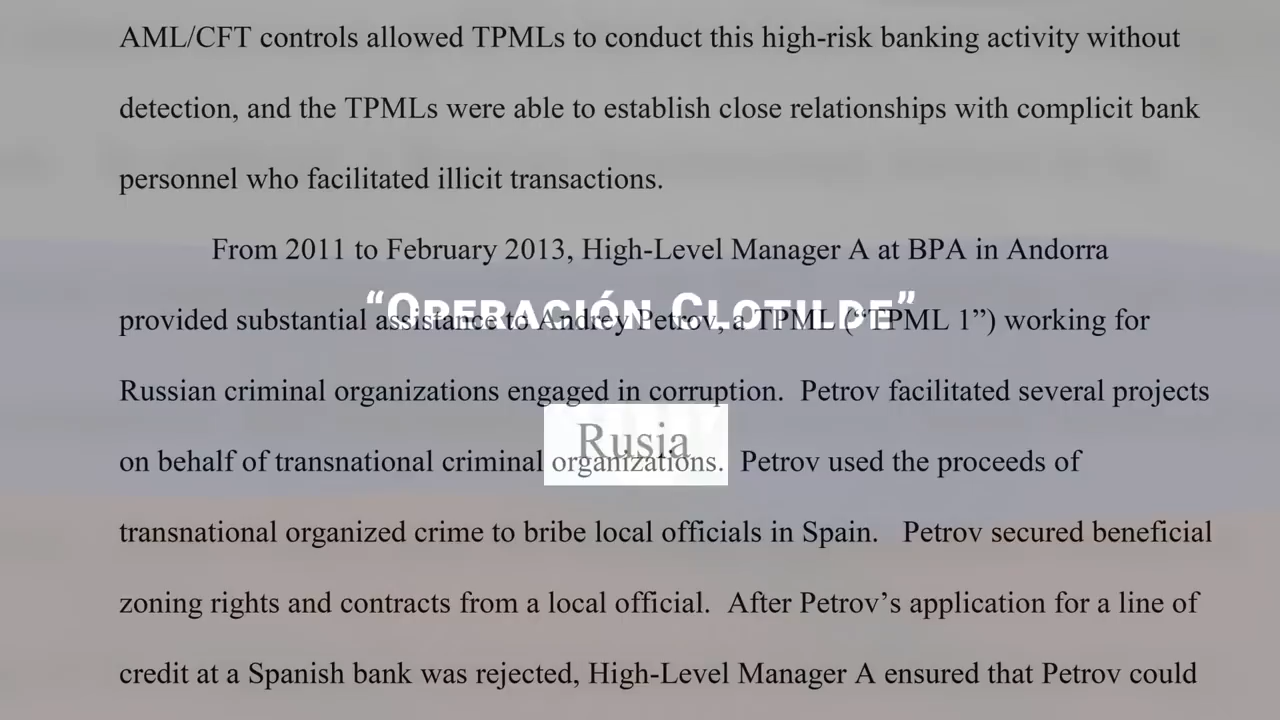 AML/CFT controls allowed TPMLs to conduct this high-risk banking activity without
detection, and the TPMLs were able to establish close relationships with complicit bank
personnel who facilitated illicit transactions.
From 2011 to February 2013, High-Level Manager A at BPA in Andorra
“Operación Clotilde”
provided substantial assistance to Andrey Petrov, a TPML (“TPML 1”) working for
Russian criminal organizations engaged in corruption. Petrov facilitated several projects
Rusia
on behalf of transnational criminal organizations. Petrov used the proceeds of
transnational organized crime to bribe local officials in Spain. Petrov secured beneficial
zoning rights and contracts from a local official. After Petrov’s application for a line of
credit at a Spanish bank was rejected, High-Level Manager A ensured that Petrov could